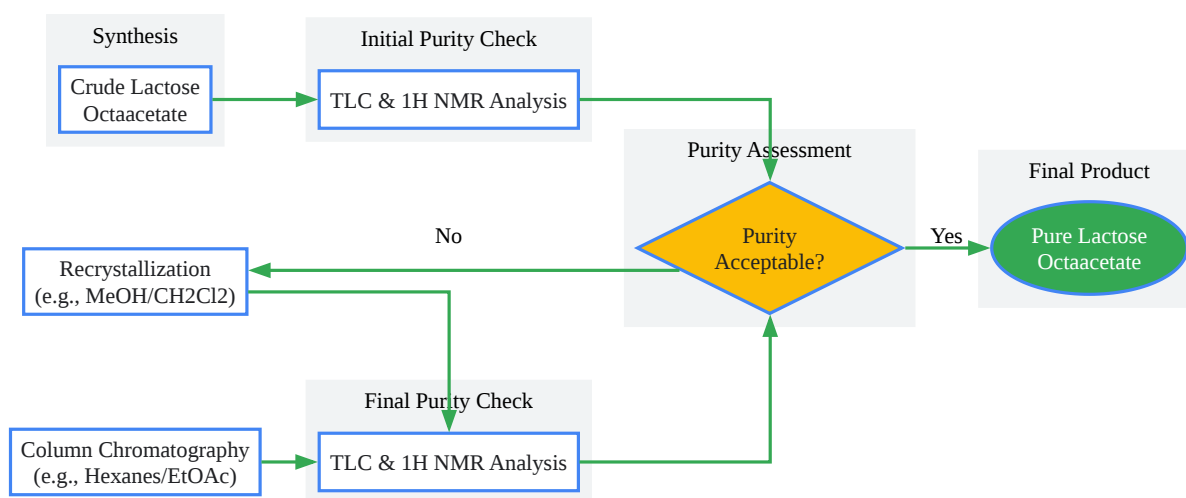 Synthesis
Crude Lactose
Octaacetate
Initial Purity Check
TLC & 1H NMR Analysis
Purity Assessment
Purity
Acceptable?
Yes
Final Product
Pure Lactose
Octaacetate
No
Recrystallization
(e.g., MeOH/CH2Cl2)
Final Purity Check
TLC & 1H NMR Analysis
Column Chromatography
(e.g., Hexanes/EtOAc)